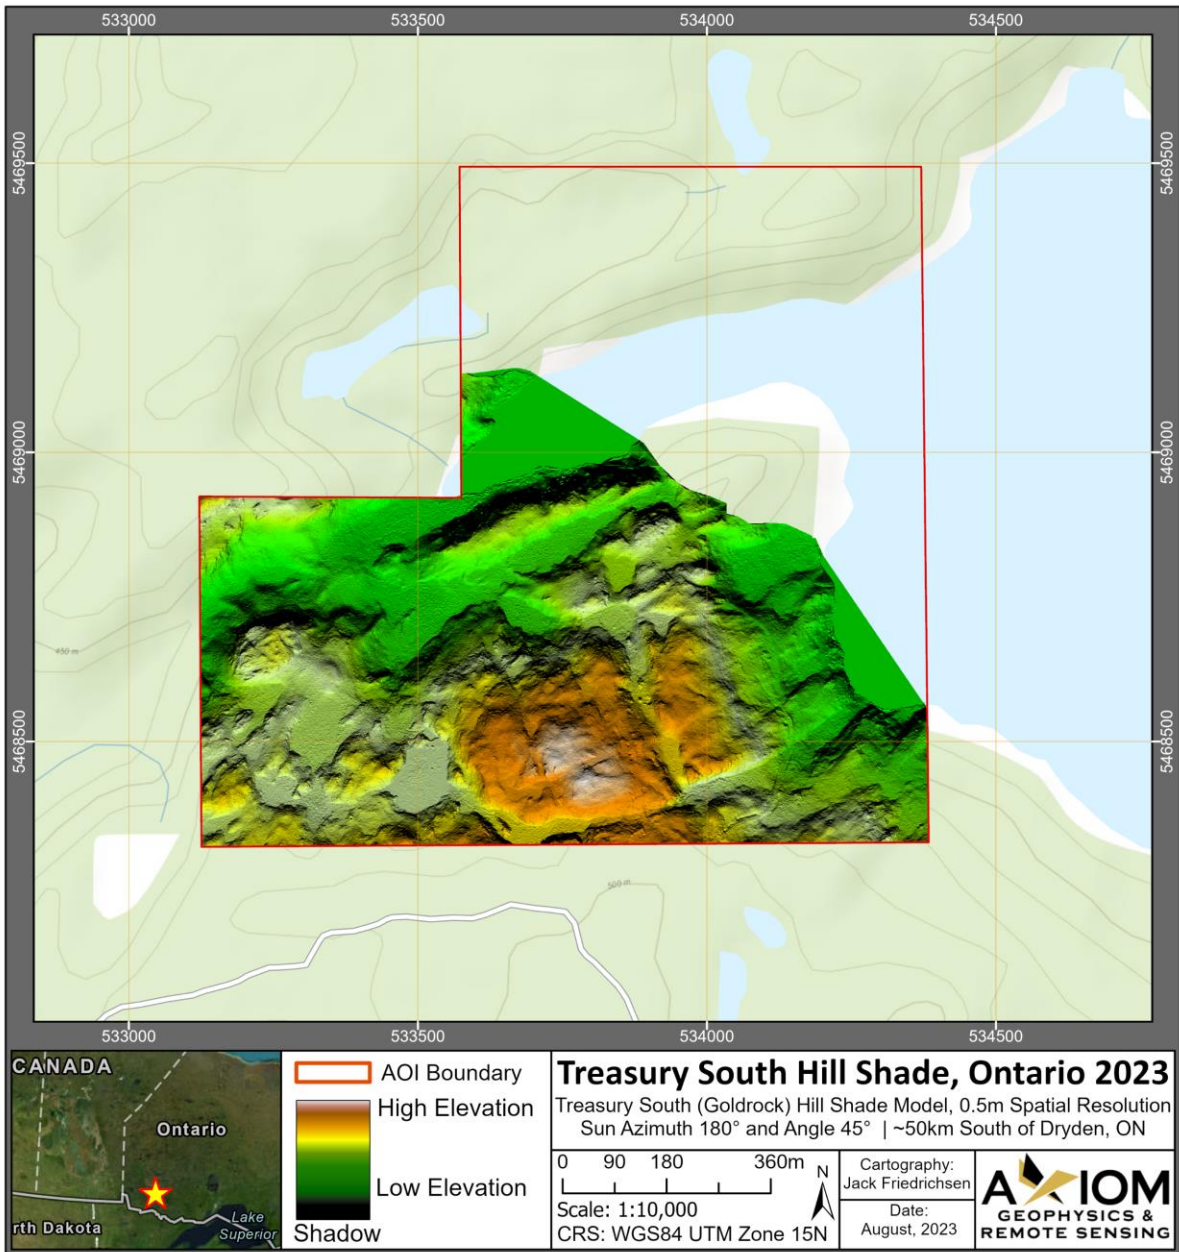 533000 533500 534000 534500
5469500 5469500
5469000 5469000
450 m
5468500 5468500
500 m
533000 533500 534000 534500
CANADA
Ontario
rth Dakota
Lake
Superior
AOI Boundary
High Elevation
Low Elevation
Shadow
Treasury South Hill Shade, Ontario 2023
Treasury South (Goldrock) Hill Shade Model, 0.5m Spatial Resolution
Sun Azimuth 180° and Angle 45° | ~50km South of Dryden, ON
0 90 180 360m
N
Scale: 1:10,000
CRS: WGS84 UTM Zone 15N
Cartography:
Jack Friedrichsen
Date:
August, 2023
AXIOM
GEOPHYSICS &
REMOTE SENSING